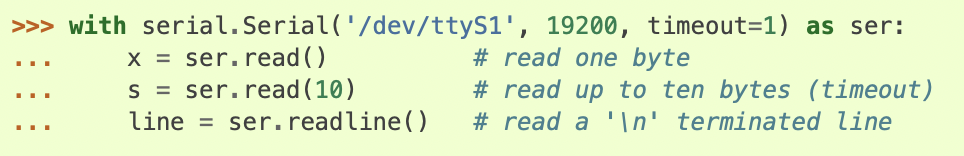 >>> with serial.Serial('/dev/ttyS1', 19200, timeout=1) as ser:
...     x = ser.read()          # read one byte
...     s = ser.read(10)        # read up to ten bytes (timeout)
...     line = ser.readline()   # read a '\n' terminated line